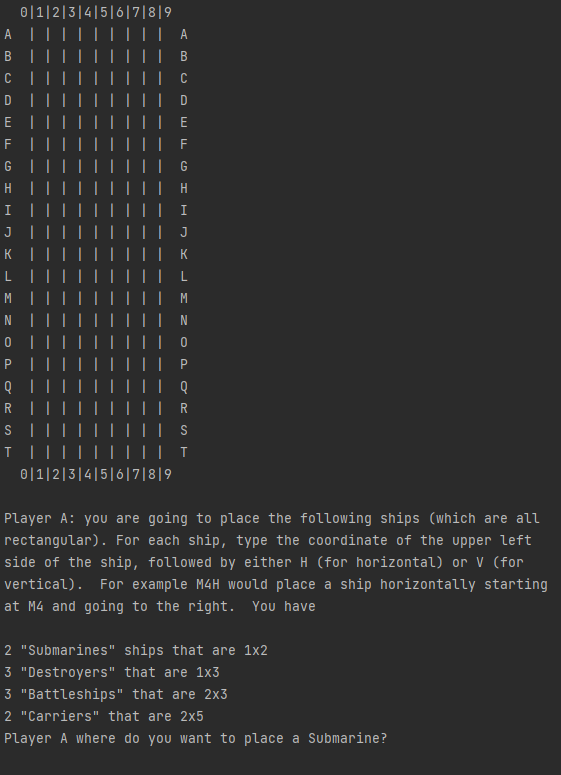 0|1|2|3|4|5|6|7|8|9
A  | | | | | | | | |  A
B  | | | | | | | | |  B
C  | | | | | | | | |  C
D  | | | | | | | | |  D
E  | | | | | | | | |  E
F  | | | | | | | | |  F
G  | | | | | | | | |  G
H  | | | | | | | | |  H
I  | | | | | | | | |  I
J  | | | | | | | | |  J
K  | | | | | | | | |  K
L  | | | | | | | | |  L
M  | | | | | | | | |  M
N  | | | | | | | | |  N
O  | | | | | | | | |  O
P  | | | | | | | | |  P
Q  | | | | | | | | |  Q
R  | | | | | | | | |  R
S  | | | | | | | | |  S
T  | | | | | | | | |  T
  0|1|2|3|4|5|6|7|8|9
Player A: you are going to place the following ships (which are all
rectangular). For each ship, type the coordinate of the upper left
side of the ship, followed by either H (for horizontal) or V (for
vertical).  For example M4H would place a ship horizontally starting
at M4 and going to the right.  You have
2 "Submarines" ships that are 1x2
3 "Destroyers" that are 1x3
3 "Battleships" that are 2x3
2 "Carriers" that are 2x5
Player A where do you want to place a Submarine?